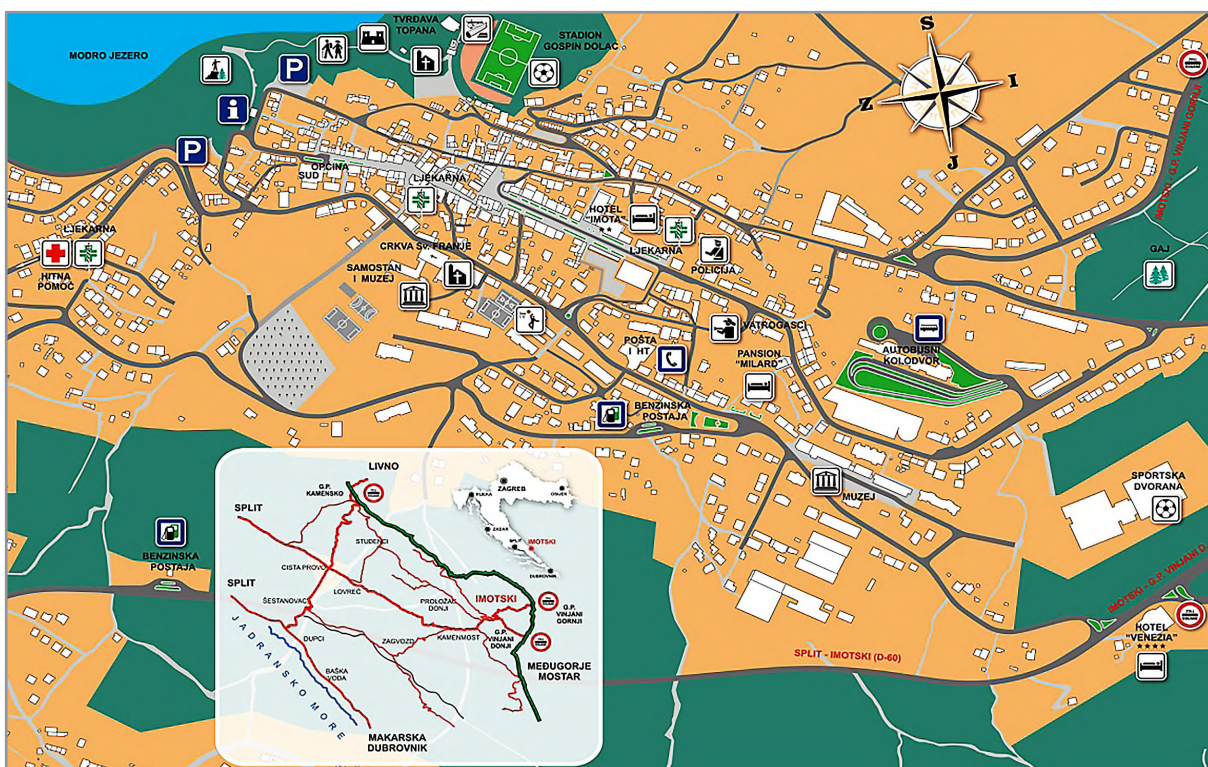 MODRO JEZERO
TVRĐAVA
TOPANA
STADION
GOSPIN DOLAC
S
I
Z
J
IMOTSKI - G.P. VINJANI GORNJI
P
i
P
OPĆINA
SUD
LJEKARNA
HOTEL
"IMOTA"
★★
LJEKARNA
POLICIJA
LJEKARNA
HITNA
POMOĆ
CRKVA Sv. FRANJE
SAMOSTAN
I MUZEJ
GAJ
VATROGASCI
POŠTA
I HT
PANSION
"MILARD"
AUTOBUSNI
KOLODVOR
BENZINSKA
POSTAJA
MUZEJ
SPORTSKA
DVORANA
BENZINSKA
POSTAJA
IMOTSKI - G.P. VINJANI D.
HOTEL
"VENEZIA"
★★★★
SPLIT - IMOTSKI (D-60)
LIVNO
G.P.
KAMENSKO
SPLIT
STUDENCI
CISTA PROVO
SPLIT
LOVREĆ
ŠESTANOVAC
PROLOŽAC
DONJI
IMOTSKI
G.P.
VINJANI
GORNJI
DUPCI
ZAGVOZD
KAMENMOST
G.P.
VINJANI
DONJI
MEĐUGORJE
MOSTAR
BAŠKA
VODA
JADRANSKO MORE
MAKARSKA
DUBROVNIK
RIJEKA
ZAGREB
OSIJEK
ZADAR
SPLIT
IMOTSKI
DUBROVNIK